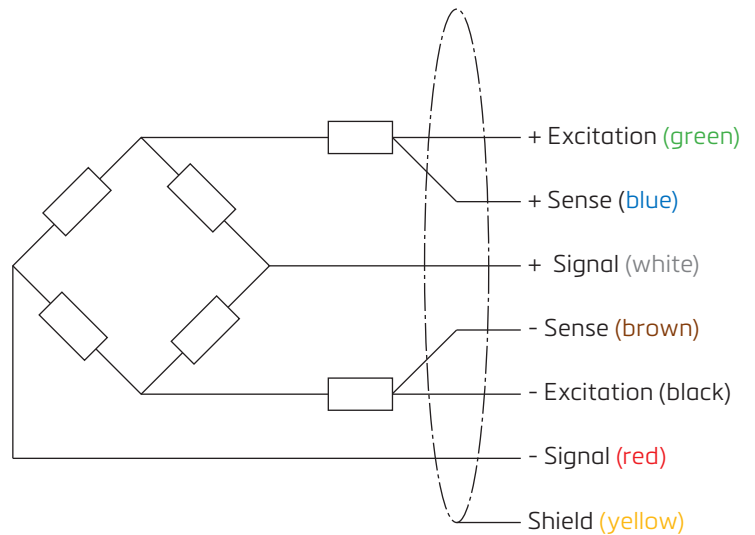 + Excitation (green)
+ Sense (blue)
+ Signal (white)
- Sense (brown)
- Excitation (black)
- Signal (red)
Shield (yellow)